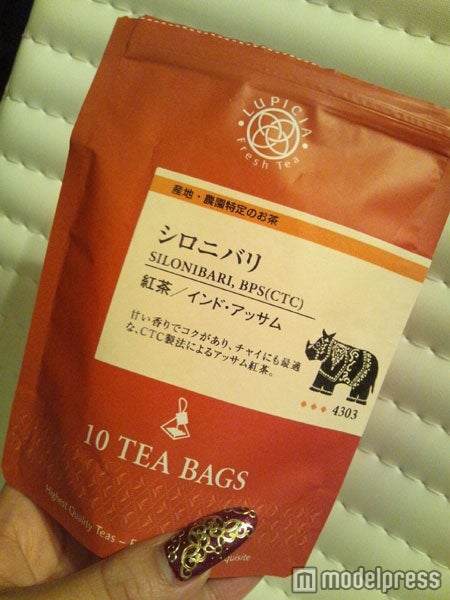 LUPICIA
Fresh Tea
産地・農園特定のお茶
シロニバリ
SILONIBARI, BPS(CTC)
紅茶／インド・アッサム
甘い香りでコクがあり、チャイにも最適
な、CTC製法によるアッサム紅茶。
4303
10 TEA BAGS
Highest Quality Teas –
modelpress